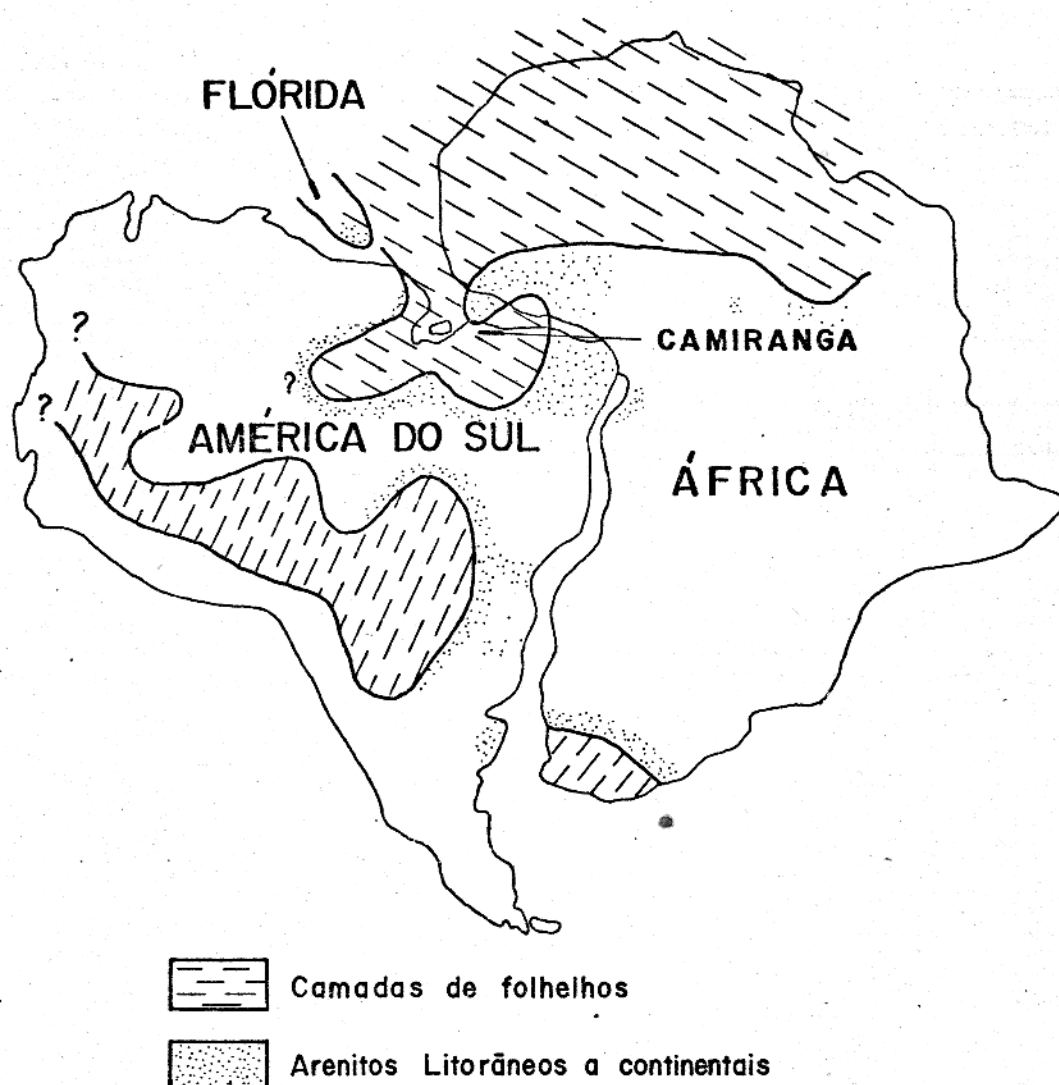 FLÓRIDA
CAMIRANGA
?
?
?
AMÉRICA DO SUL
ÁFRICA
Camadas de folhelhos
Arenitos Litorâneos a continentais